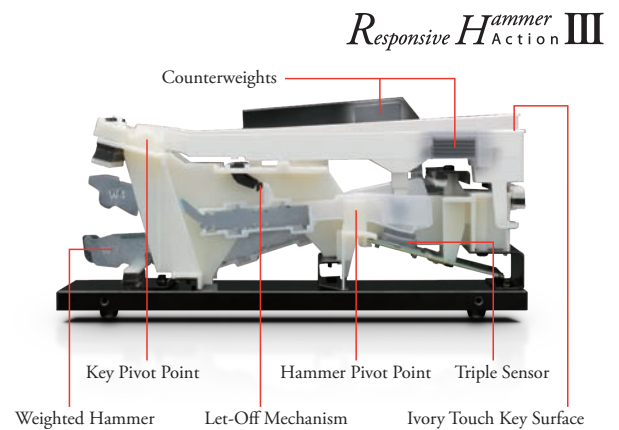 Responsive Hammer Action III
Counterweights
W4
Key Pivot Point
Hammer Pivot Point
Triple Sensor
Weighted Hammer
Let-Off Mechanism
Ivory Touch Key Surface